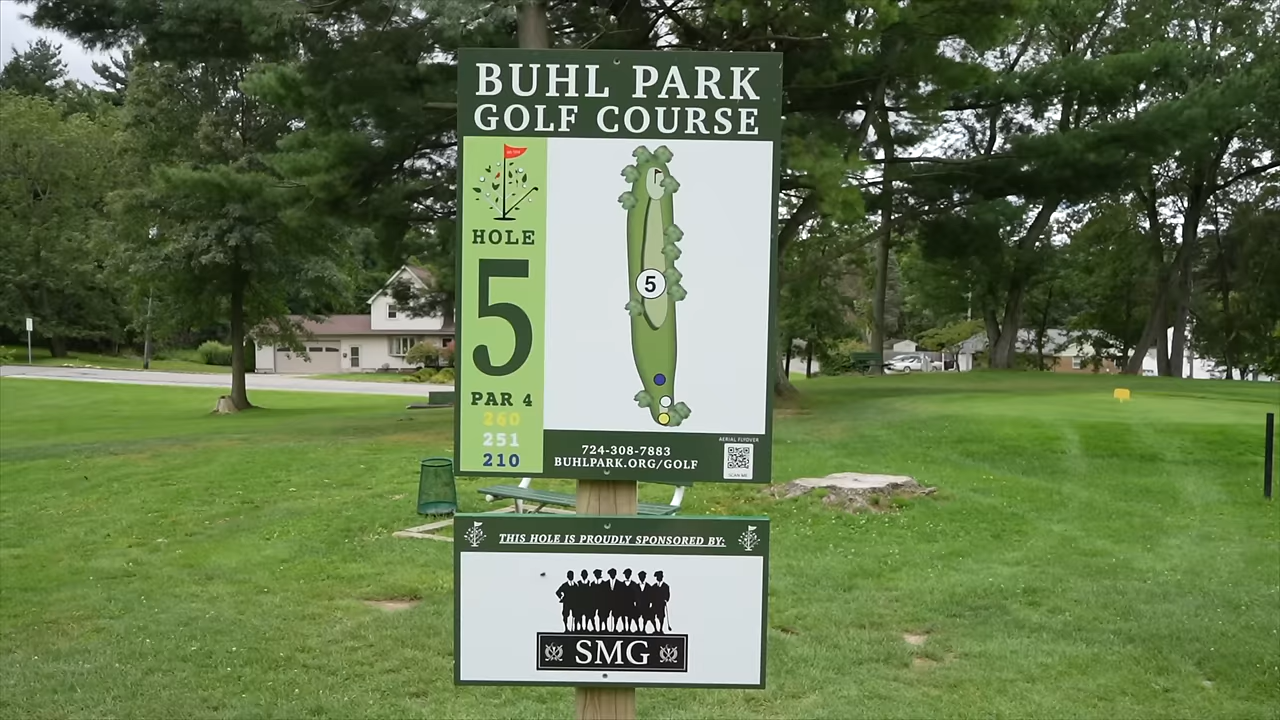 BUHL PARK
GOLF COURSE
HOLE
5
PAR 4
260
251
210
5
724-308-7883
BUHLPARK.ORG/GOLF
AERIAL FLYOVER
SCAN ME
THIS HOLE IS PROUDLY SPONSORED BY:
SMG